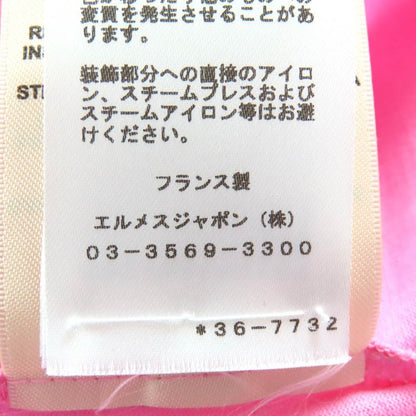 変質を発生させることがあ
ります。
装飾部分への直接のアイロ
ン、スチームプレスおよび
スチームアイロン等はお避
けください。
フランス製
エルメスジャポン（株）
03-3569-3300
*36-7732